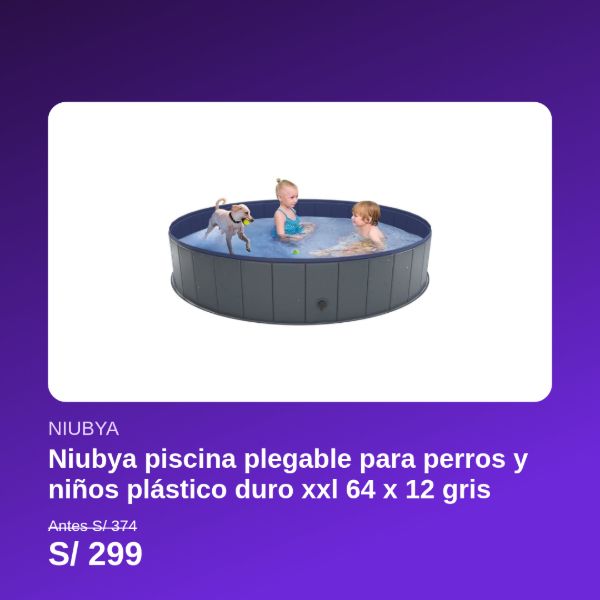 NIUBYA
Niubya piscina plegable para perros y
niños plástico duro xxl 64 x 12 gris
Antes S/ 374
S/ 299